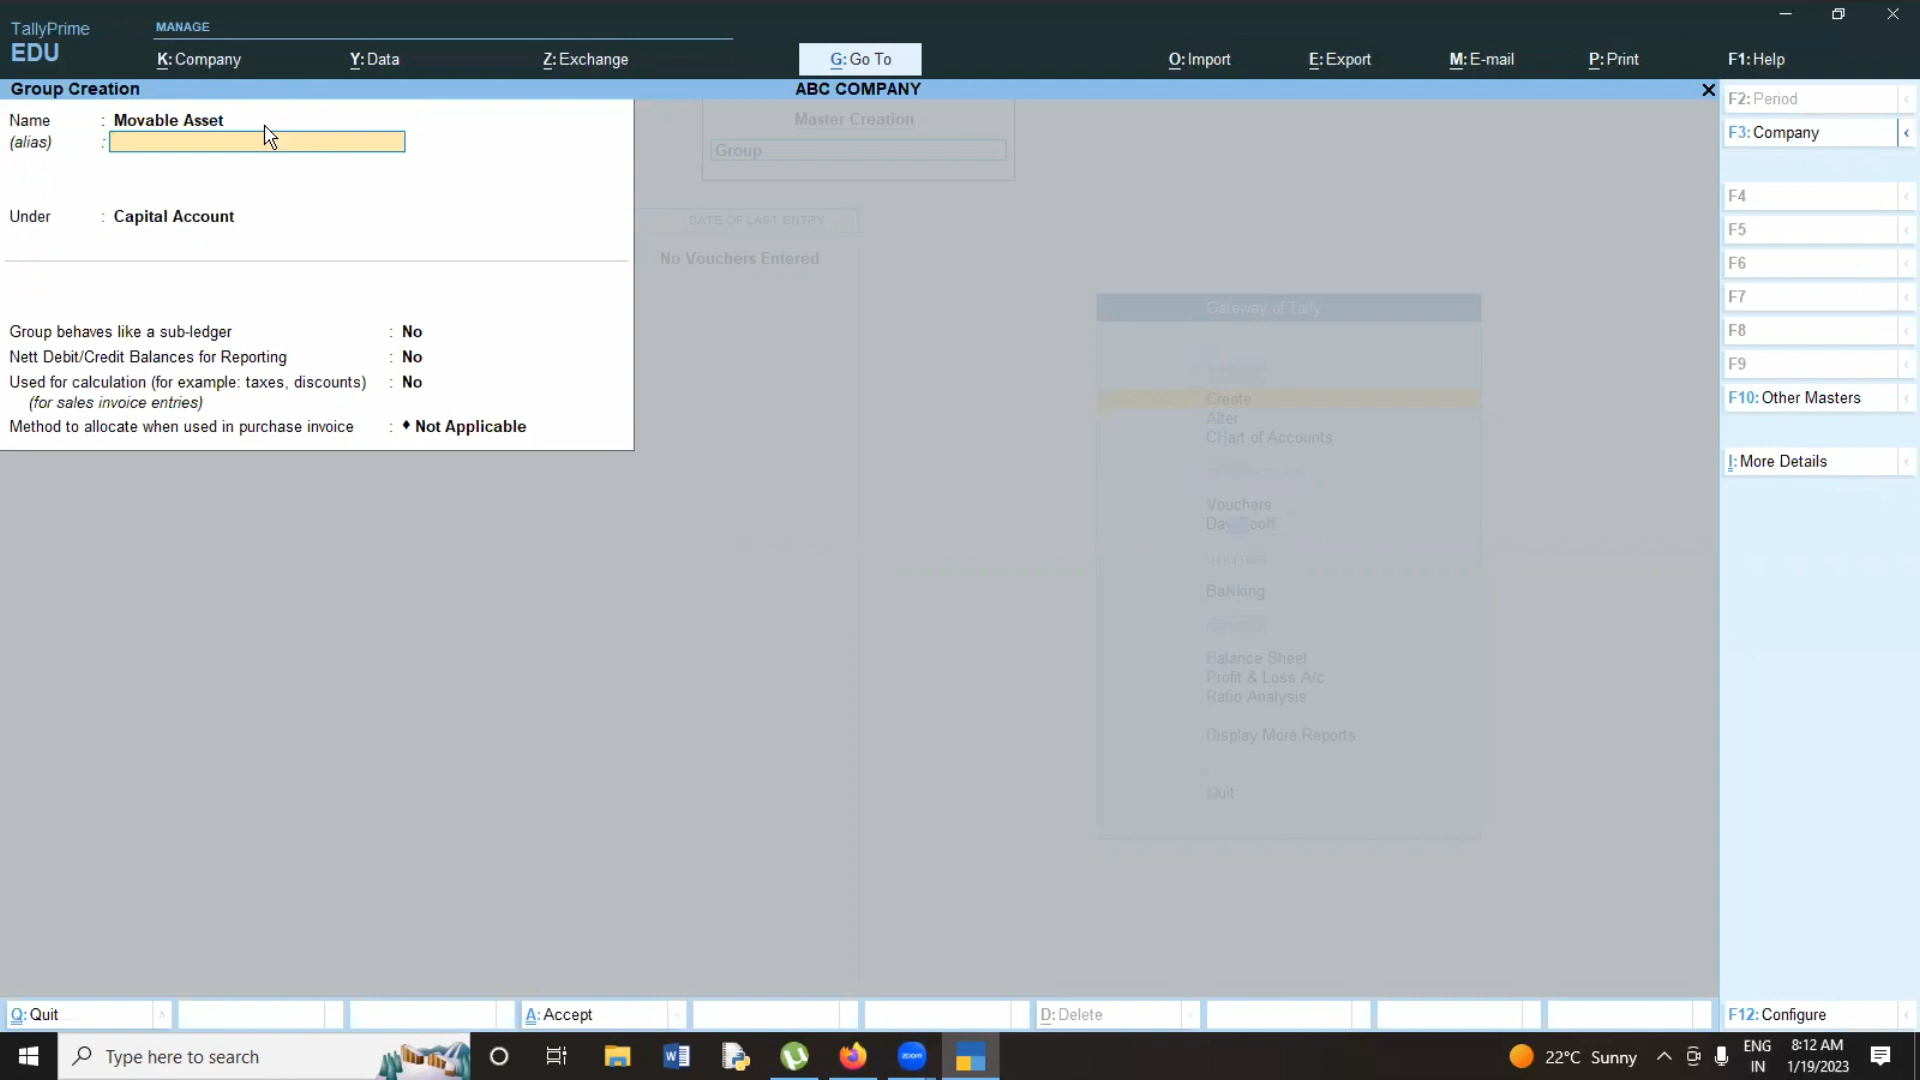 TallyPrime
EDU
MANAGE
K: Company
Y: Data
Z: Exchange
G: Go To
O: Import
E: Export
M: E-mail
P: Print
F1: Help
Group Creation
ABC COMPANY
Name : Movable Asset
(alias) :
Under : Capital Account
Group behaves like a sub-ledger : No
Nett Debit/Credit Balances for Reporting : No
Used for calculation (for example: taxes, discounts) : No
(for sales invoice entries)
Method to allocate when used in purchase invoice : ♦ Not Applicable
Master Creation
Group
DATE OF LAST ENTRY
No Vouchers Entered
Gateway of Tally
Create
Alter
CHart of Accounts
Vouchers
BaNking
Balance Sheet
Profit & Loss A/c
Ratio Analysis
Display More Reports
Quit
F2: Period
F3: Company
F4
F5
F6
F7
F8
F9
F10: Other Masters
I: More Details
F12: Configure
Q: Quit
A: Accept
D: Delete
Type here to search
zoom
22°C Sunny
ENG
IN
8:12 AM
1/19/2023